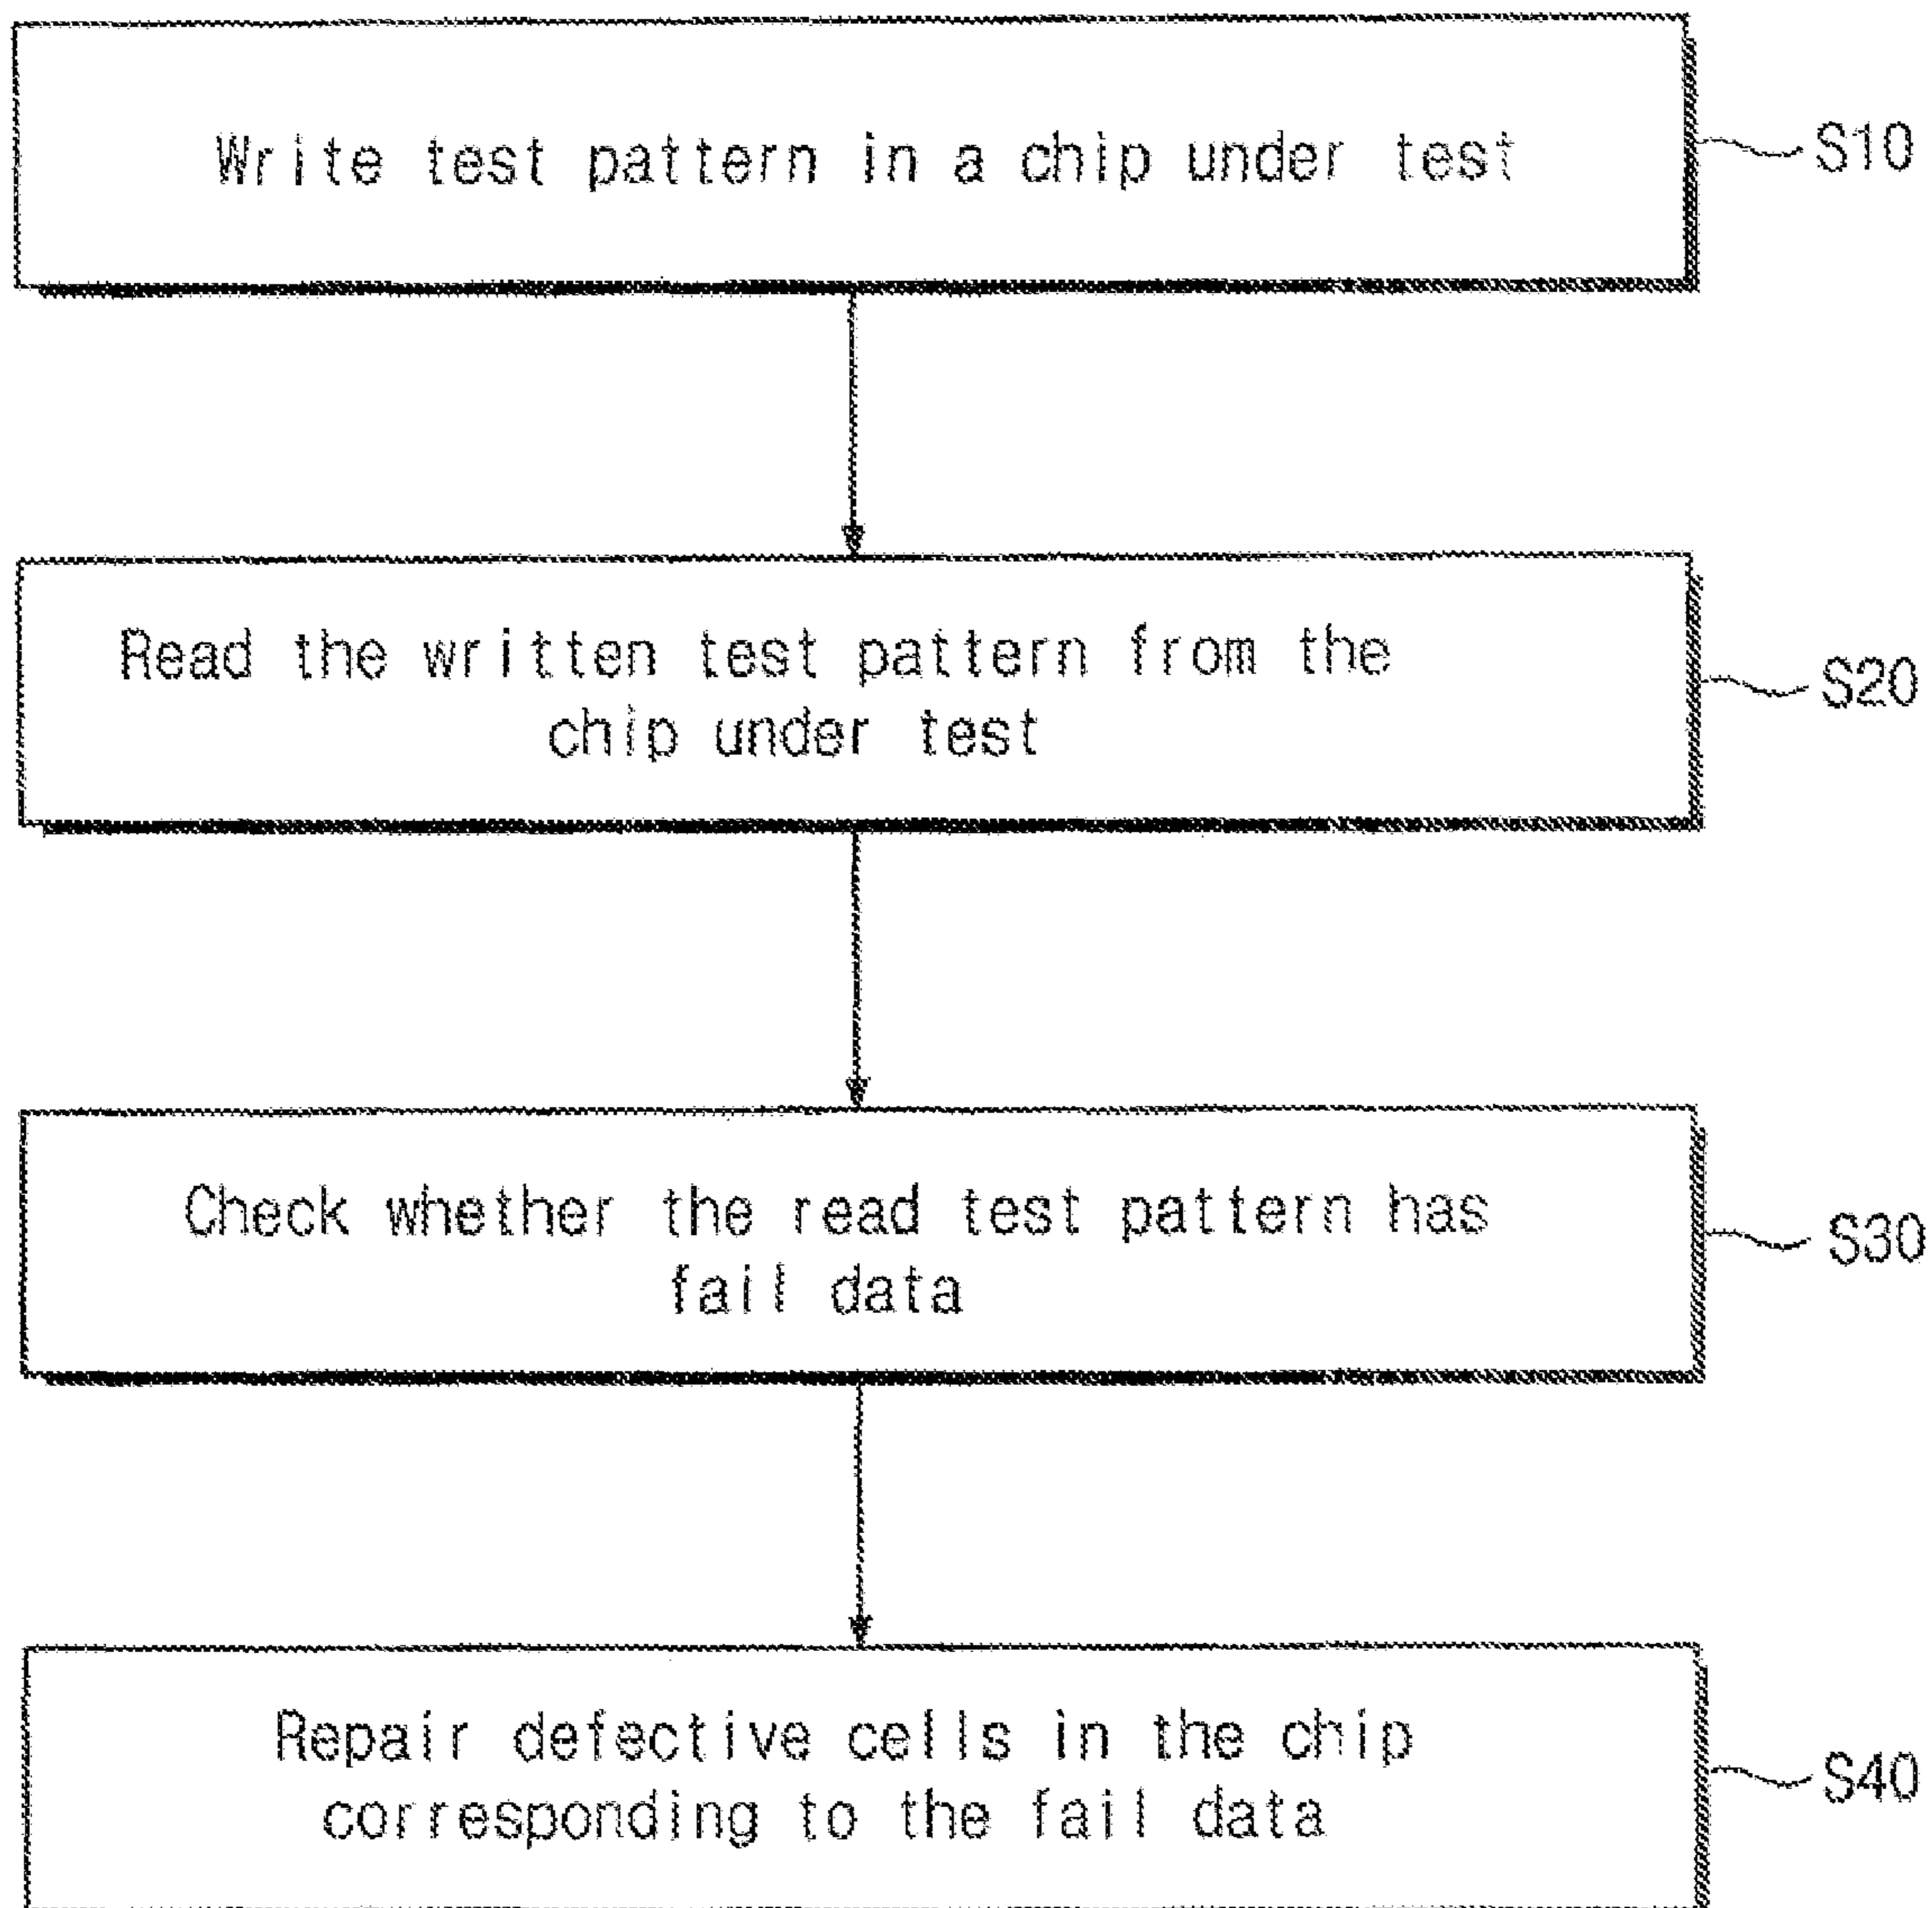 Write test pattern in a chip under test
S10
Read the written test pattern from the
chip under test
S20
Check whether the read test pattern has
fail data
S30
Repair defective cells in the chip
corresponding to the fail data
S40